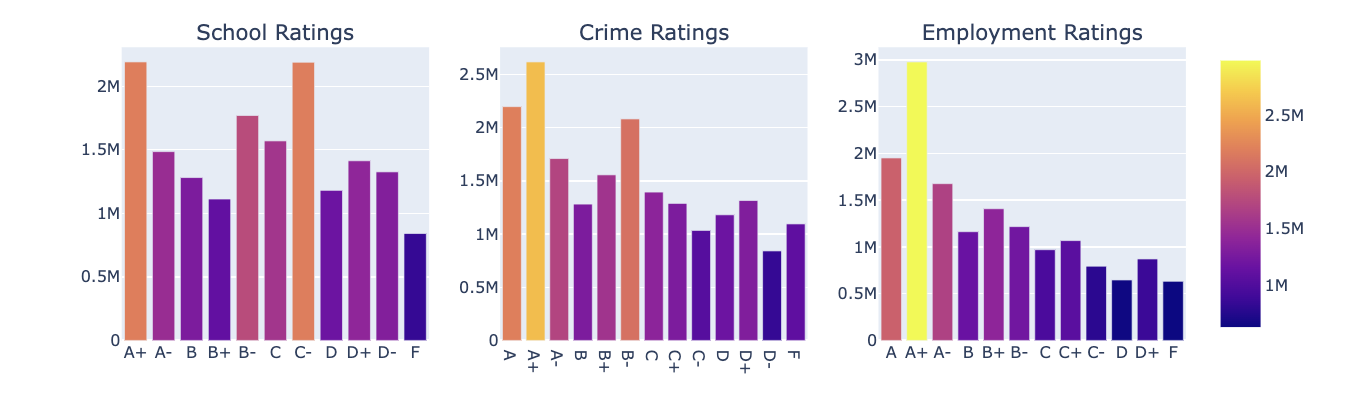 School Ratings
0
0.5M
1M
1.5M
2M
A+ A- B B+ B- C C- D D+ D- F
Crime Ratings
0
0.5M
1M
1.5M
2M
2.5M
A A+ A- B B+ B- C C+ C- D D+ D- F
Employment Ratings
0
0.5M
1M
1.5M
2M
2.5M
3M
A A+ A- B B+ B- C C+ C- D D+ F
2.5M
2M
1.5M
1M